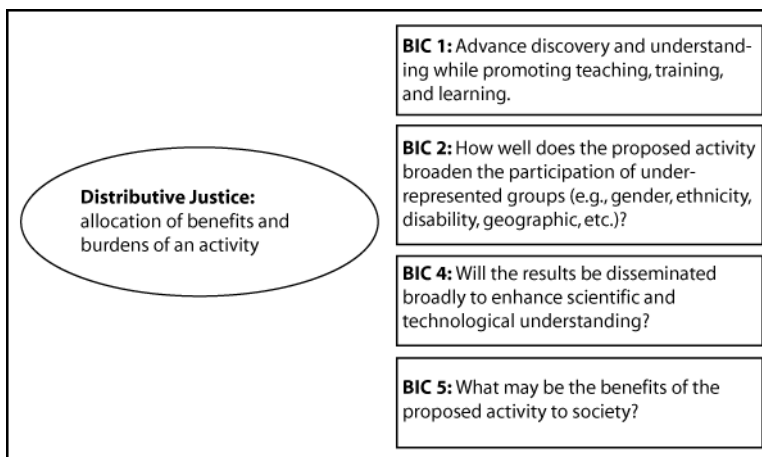 Distributive Justice:
allocation of benefits and
burdens of an activity
BIC 1: Advance discovery and understand-
ing while promoting teaching, training,
and learning.
BIC 2: How well does the proposed activity
broaden the participation of under-
represented groups (e.g., gender, ethnicity,
disability, geographic, etc.)?
BIC 4: Will the results be disseminated
broadly to enhance scientific and
technological understanding?
BIC 5: What may be the benefits of the
proposed activity to society?